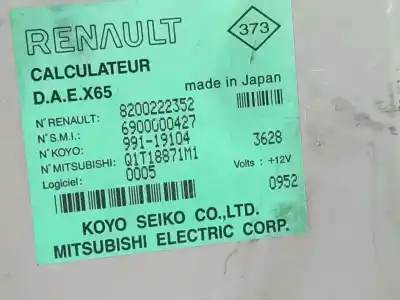 RENAULT
373
CALCULATEUR
D.A.E.X65
made in Japan
N° RENAULT: 8200222352
N° S.M.I.: 6900000427
N° KOYO: 991-19104 3628
N° MITSUBISHI: Q1T18871M1 Volts : +12V
Logiciel: 0005 0952
KOYO SEIKO CO.,LTD.
MITSUBISHI ELECTRIC CORP.